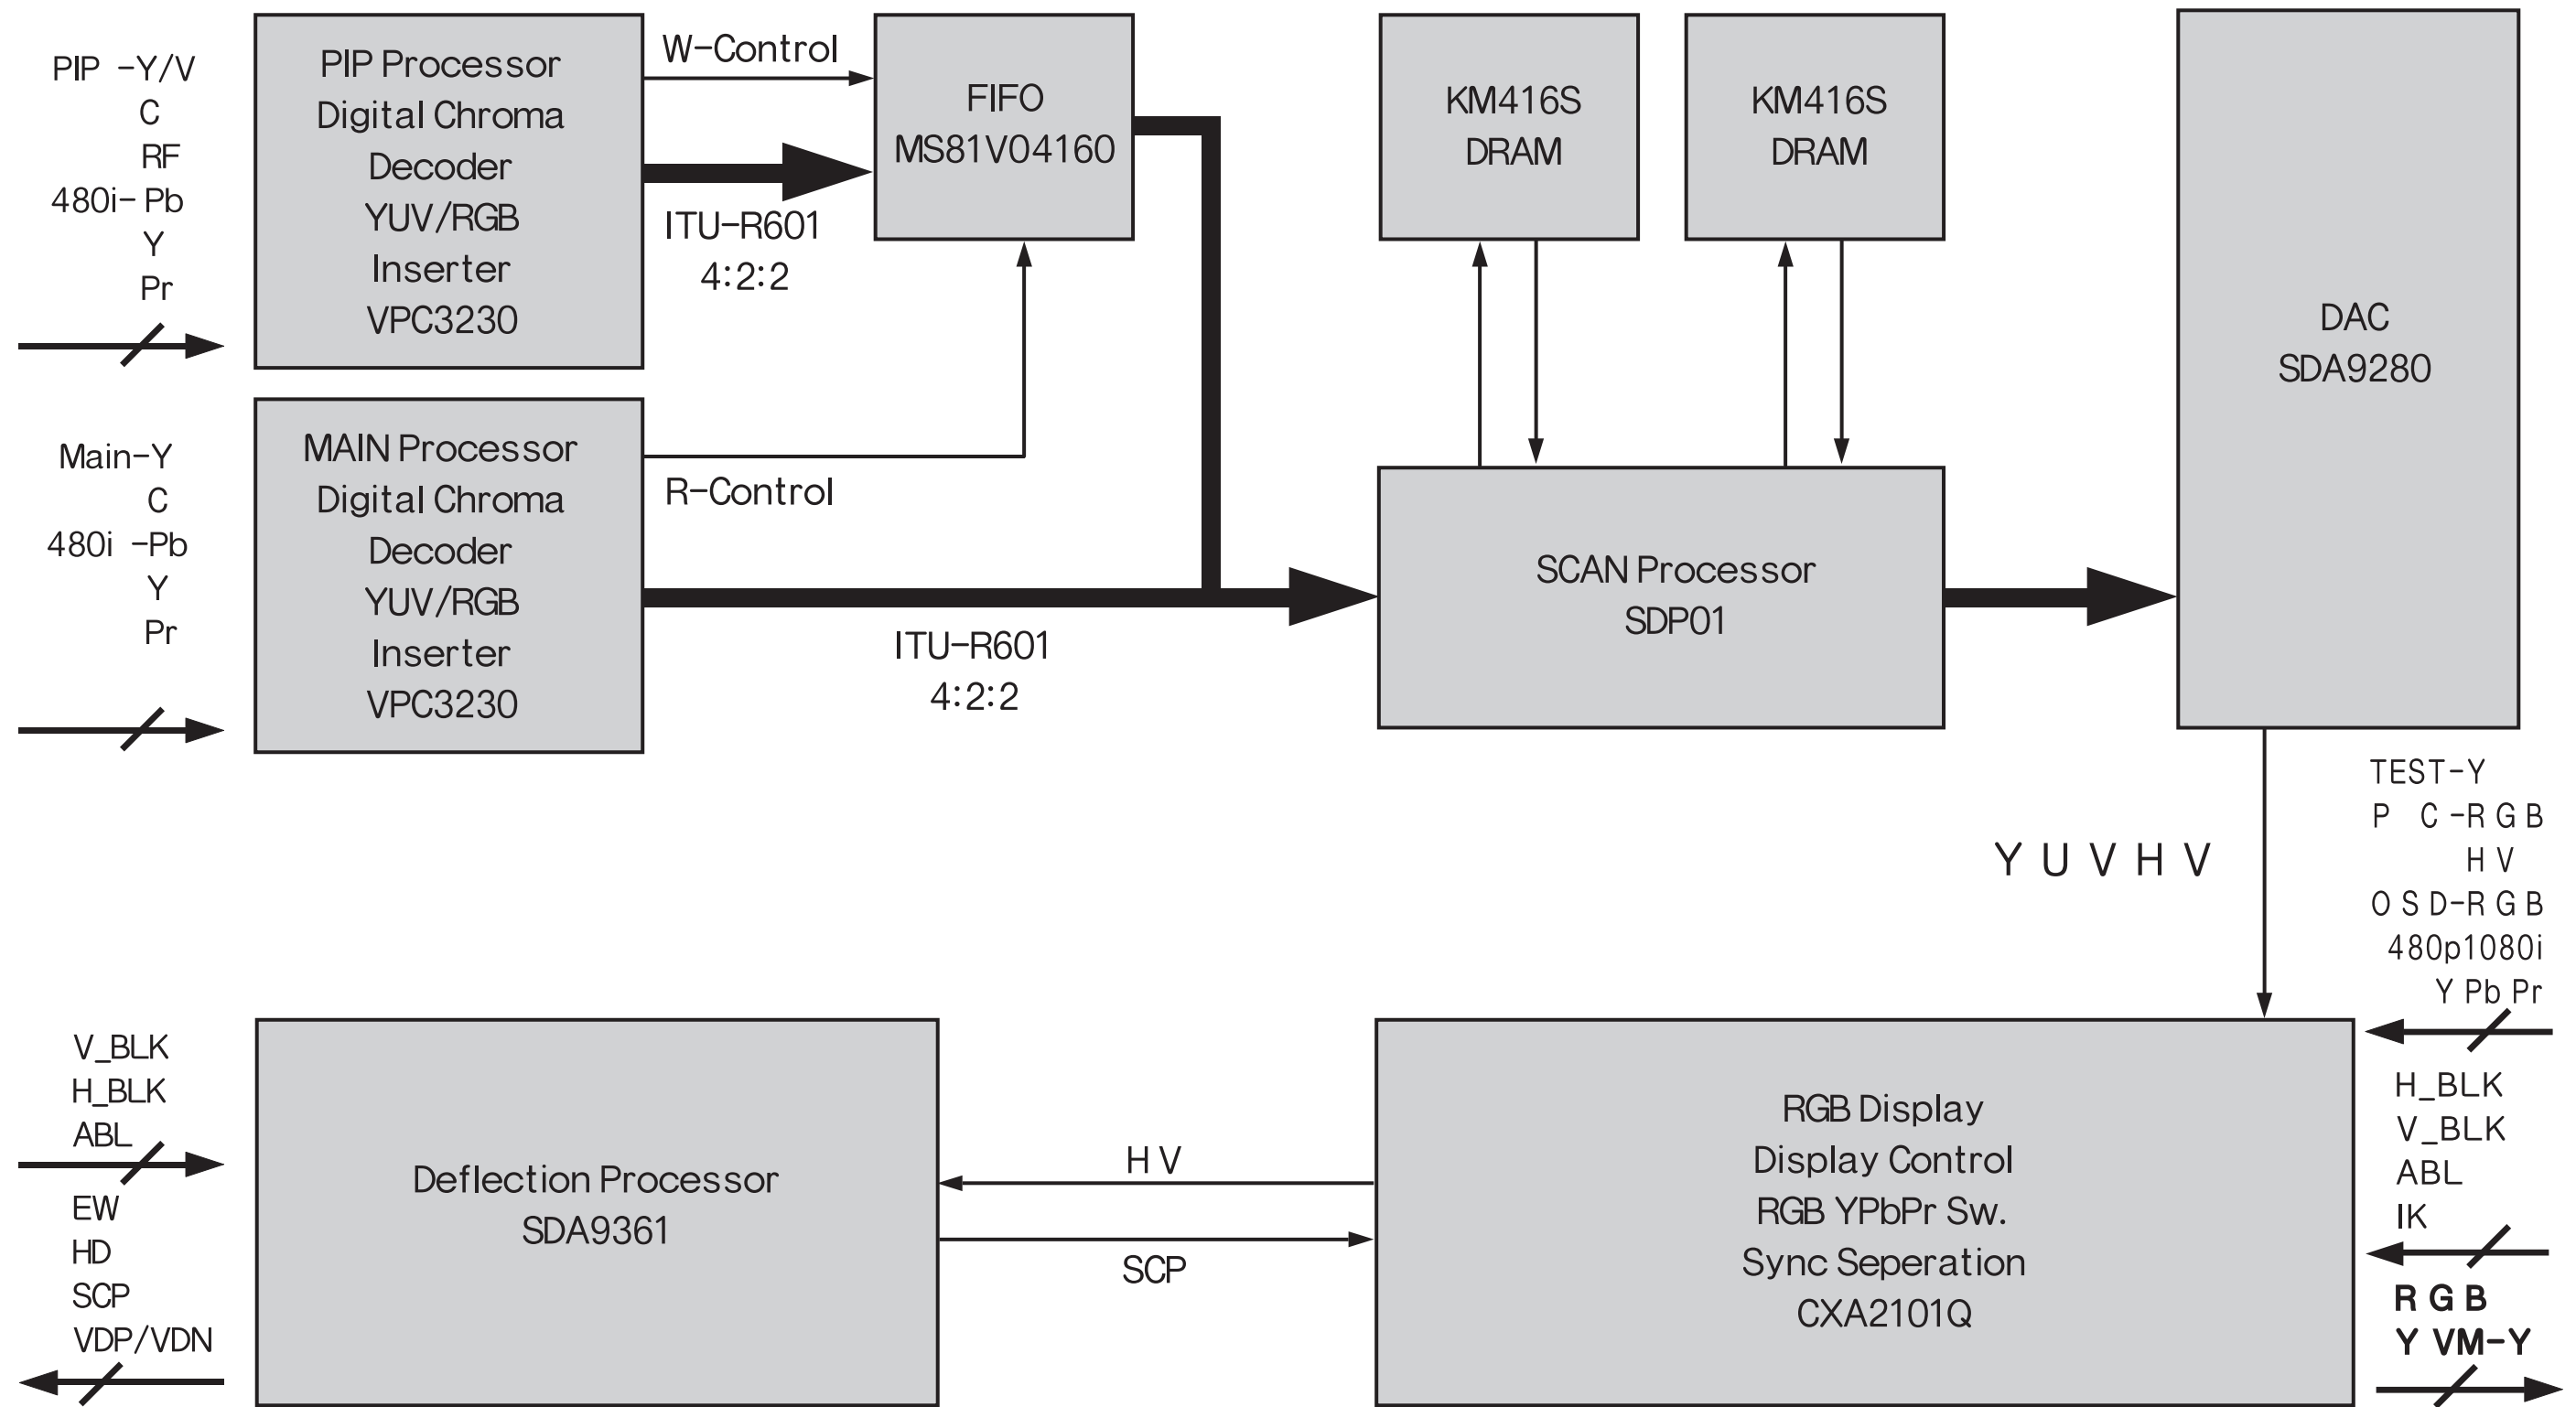 PIP -Y/V
C
RF
480i- Pb
Y
Pr
PIP Processor
Digital Chroma
Decoder
YUV/RGB
Inserter
VPC3230
W-Control
ITU-R601
4:2:2
FIFO
MS81V04160
KM416S
DRAM
KM416S
DRAM
DAC
SDA9280
Main-Y
C
480i -Pb
Y
Pr
MAIN Processor
Digital Chroma
Decoder
YUV/RGB
Inserter
VPC3230
R-Control
ITU-R601
4:2:2
SCAN Processor
SDP01
Y U V H V
TEST-Y
P C -R G B
H V
O S D-R G B
480p1080i
Y Pb Pr
V_BLK
H_BLK
ABL
EW
HD
SCP
VDP/VDN
Deflection Processor
SDA9361
H V
SCP
RGB Display
Display Control
RGB YPbPr Sw.
Sync Seperation
CXA2101Q
H_BLK
V_BLK
ABL
IK
R G B
Y VM-Y